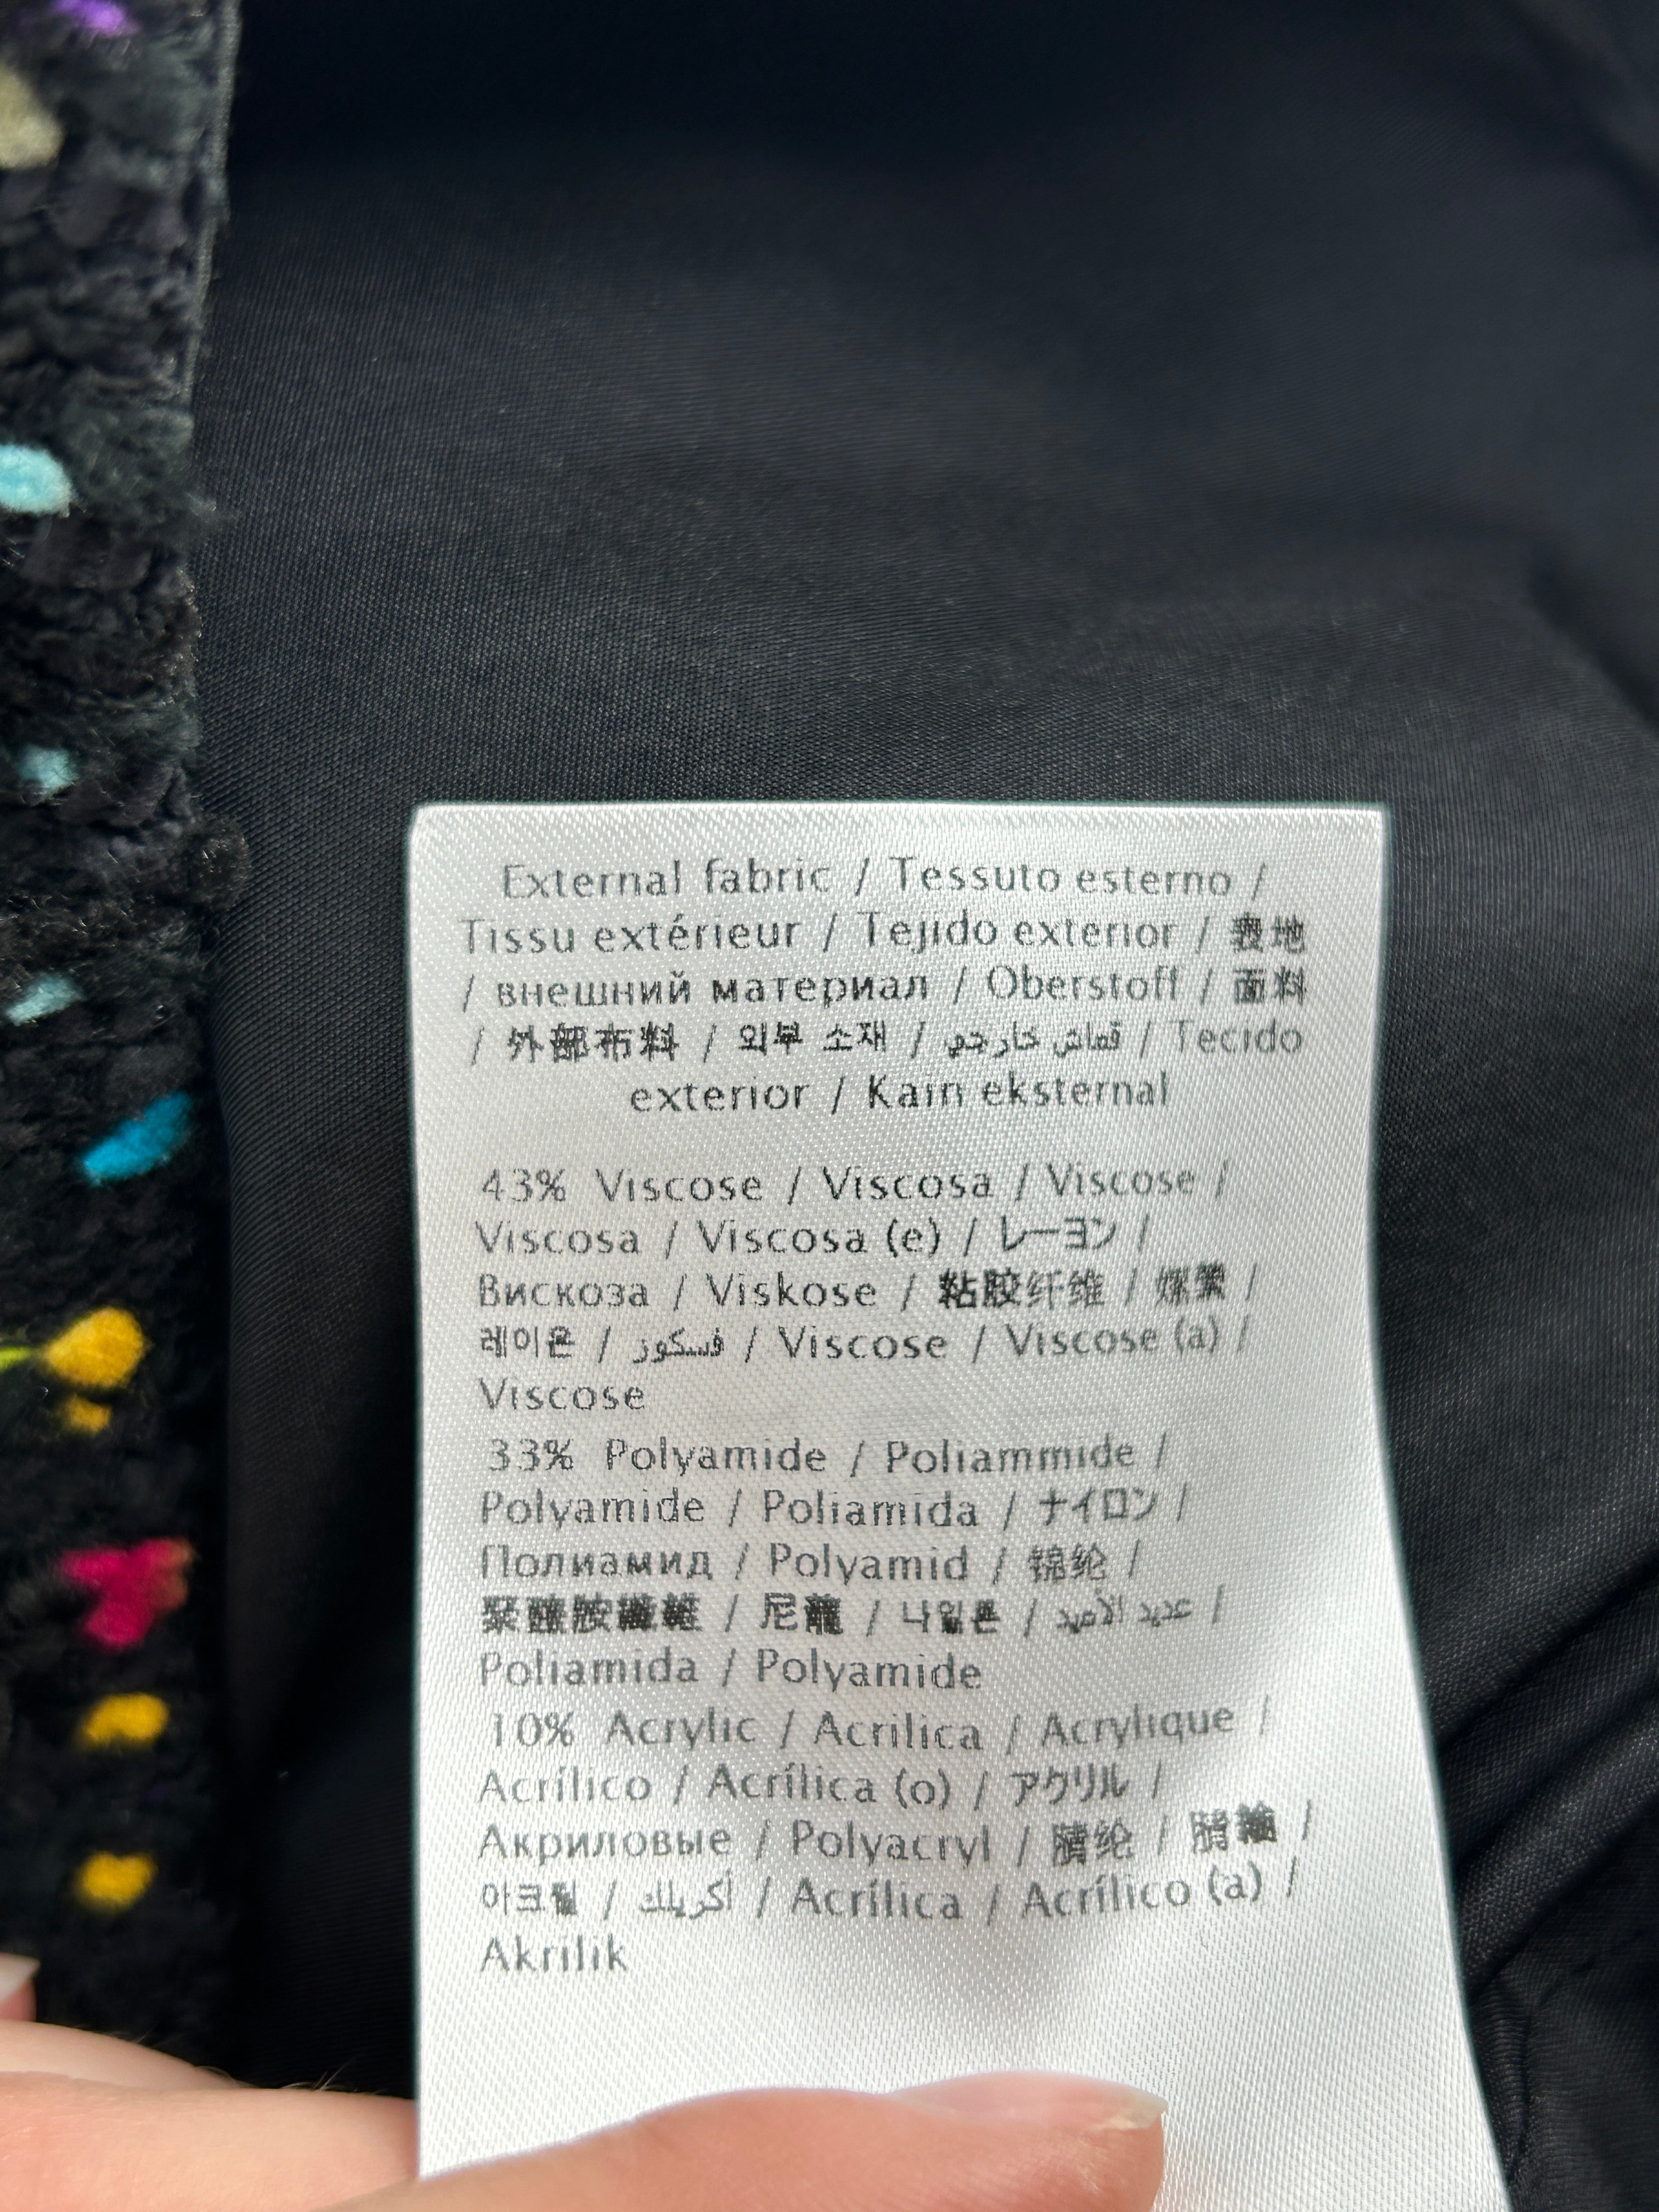 External fabric / Tessuto esterno /
Tissu extérieur / Tejido exterior / 表地
/ внешний материал / Oberstoff / 面料
/ 外部布料 / 외부 소재 / قماش خارجي / Tecido
exterior / Kain eksternal
43% Viscose / Viscosa / Viscose /
Viscosa / Viscosa (e) / レーヨン /
Вискоза / Viskose / 粘胶纤维 / 嫘縈 /
레이온 / فسكوز / Viscose / Viscose (a) /
Viscose
33% Polyamide / Poliammide /
Polyamide / Poliamida / ナイロン /
Полиамид / Polyamid / 锦纶 /
聚醯胺纖維 / 尼龍 / 나일론 / عديد الأميد /
Poliamida / Polyamide
10% Acrylic / Acrilica / Acrylique /
Acrílico / Acrílica (o) / アクリル /
Акриловые / Polyacryl / 腈纶 / 腈綸 /
아크릴 / أكريلك / Acrílica / Acrílico (a) /
Akrilik